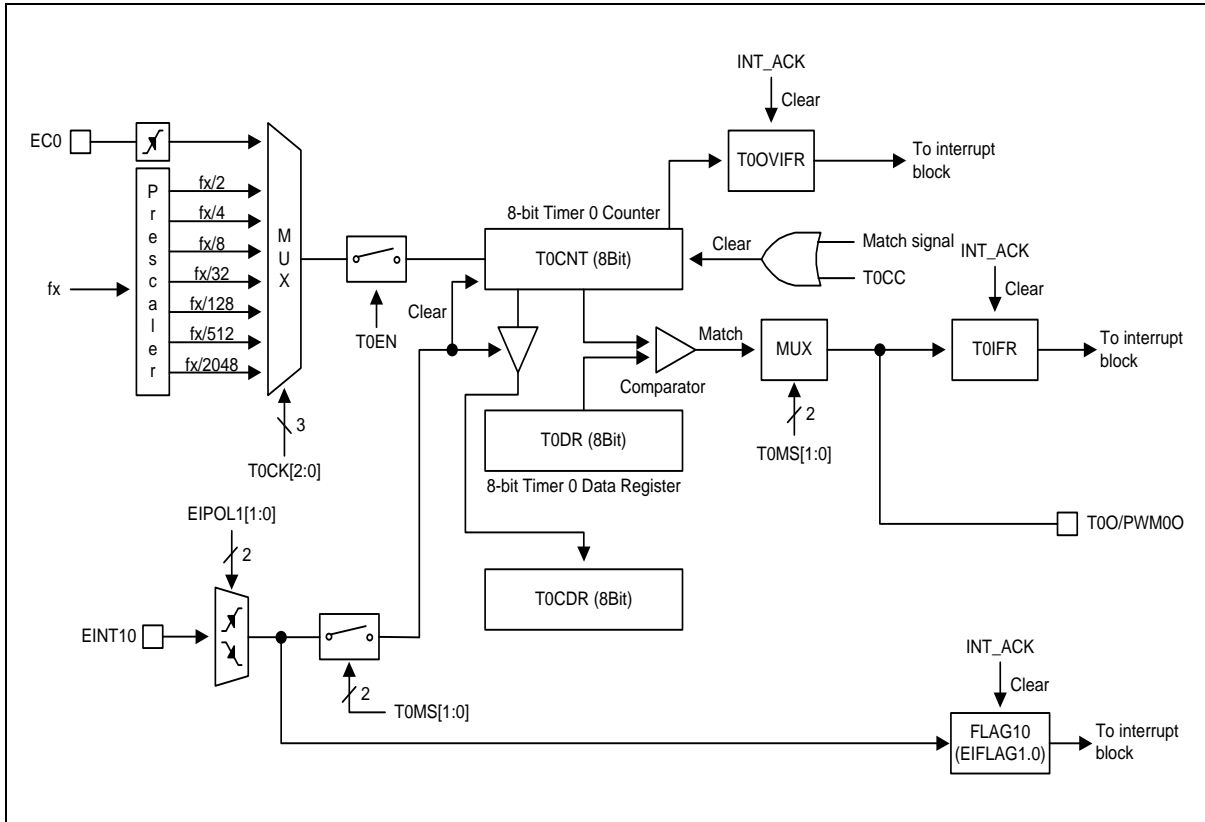 INT_ACK
Clear
EC0
T0OVIFR
To interrupt
block
Prescaler
fx/2
fx/4
fx/8
fx/32
fx/128
fx/512
fx/2048
fx
MUX
T0CK[2:0]
3
T0EN
8-bit Timer 0 Counter
T0CNT (8Bit)
Clear
Match signal
T0CC
Clear
INT_ACK
Clear
Match
Comparator
MUX
2
T0MS[1:0]
T0IFR
To interrupt
block
T0DR (8Bit)
8-bit Timer 0 Data Register
T0O/PWM0O
EIPOL1[1:0]
2
T0CDR (8Bit)
EINT10
2
T0MS[1:0]
INT_ACK
Clear
FLAG10
(EIFLAG1.0)
To interrupt
block